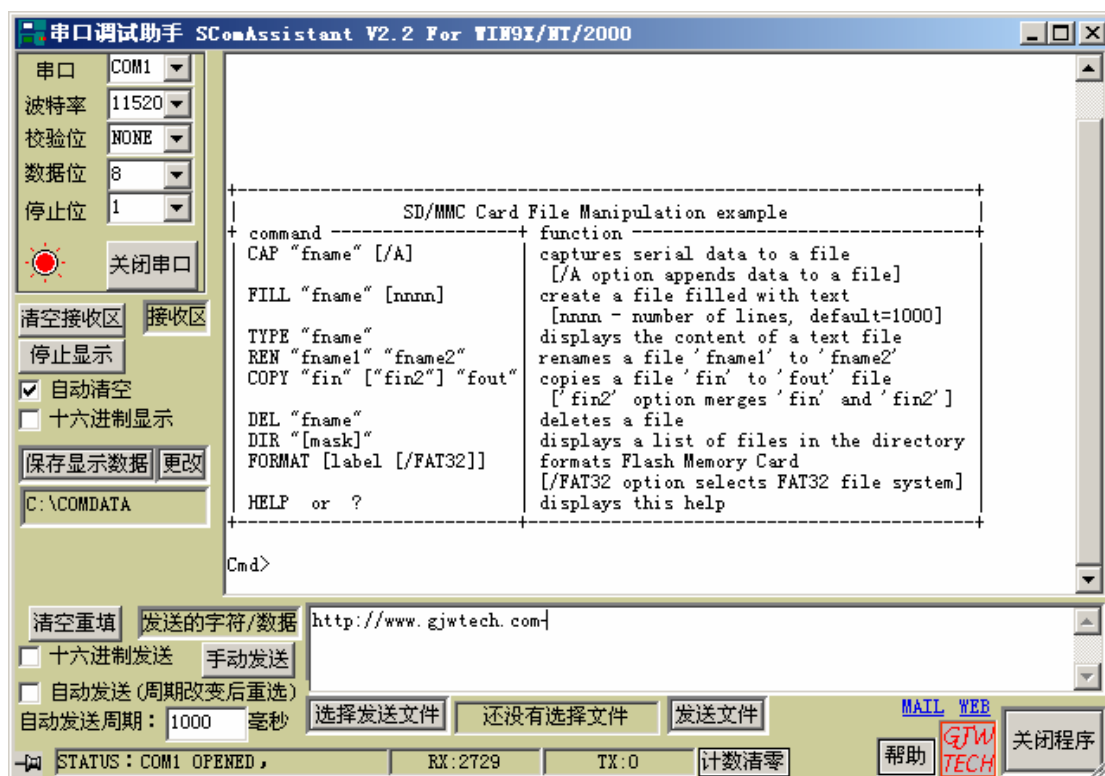 串口调试助手 SComAssistant V2.2 For WIN9X/NT/2000
串口 COM1
波特率 11520
校验位 NONE
数据位 8
停止位 1
关闭串口
清空接收区 接收区
停止显示
自动清空
十六进制显示
保存显示数据 更改
C:\COMDATA
+-----------------------------------------------------------------+
| SD/MMC Card File Manipulation example |
+ command ------------------+ function ---------------------------+
| CAP "fname" [/A] | captures serial data to a file
| | [/A option appends data to a file]
| FILL "fname" [nnnn] | create a file filled with text
| | [nnnn - number of lines, default=1000]
| TYPE "fname" | displays the content of a text file
| REN "fname1" "fname2" | renames a file 'fname1' to 'fname2'
| COPY "fin" ["fin2"] "fout" | copies a file 'fin' to 'fout' file
| | ['fin2' option merges 'fin' and 'fin2']
| DEL "fname" | deletes a file
| DIR "[mask]" | displays a list of files in the directory
| FORMAT [label [/FAT32]] | formats Flash Memory Card
| | [/FAT32 option selects FAT32 file system]
| HELP or ? | displays this help
+---------------------------+-------------------------------------+
Cmd>
清空重填 发送的字符/数据
http://www.gjwtech.com-
十六进制发送 手动发送
自动发送(周期改变后重选)
自动发送周期: 1000 毫秒
选择发送文件 还没有选择文件 发送文件
MAIL WEB
GJW
TECH
关闭程序
STATUS:COM1 OPENED, RX:2729 TX:0 计数清零 帮助